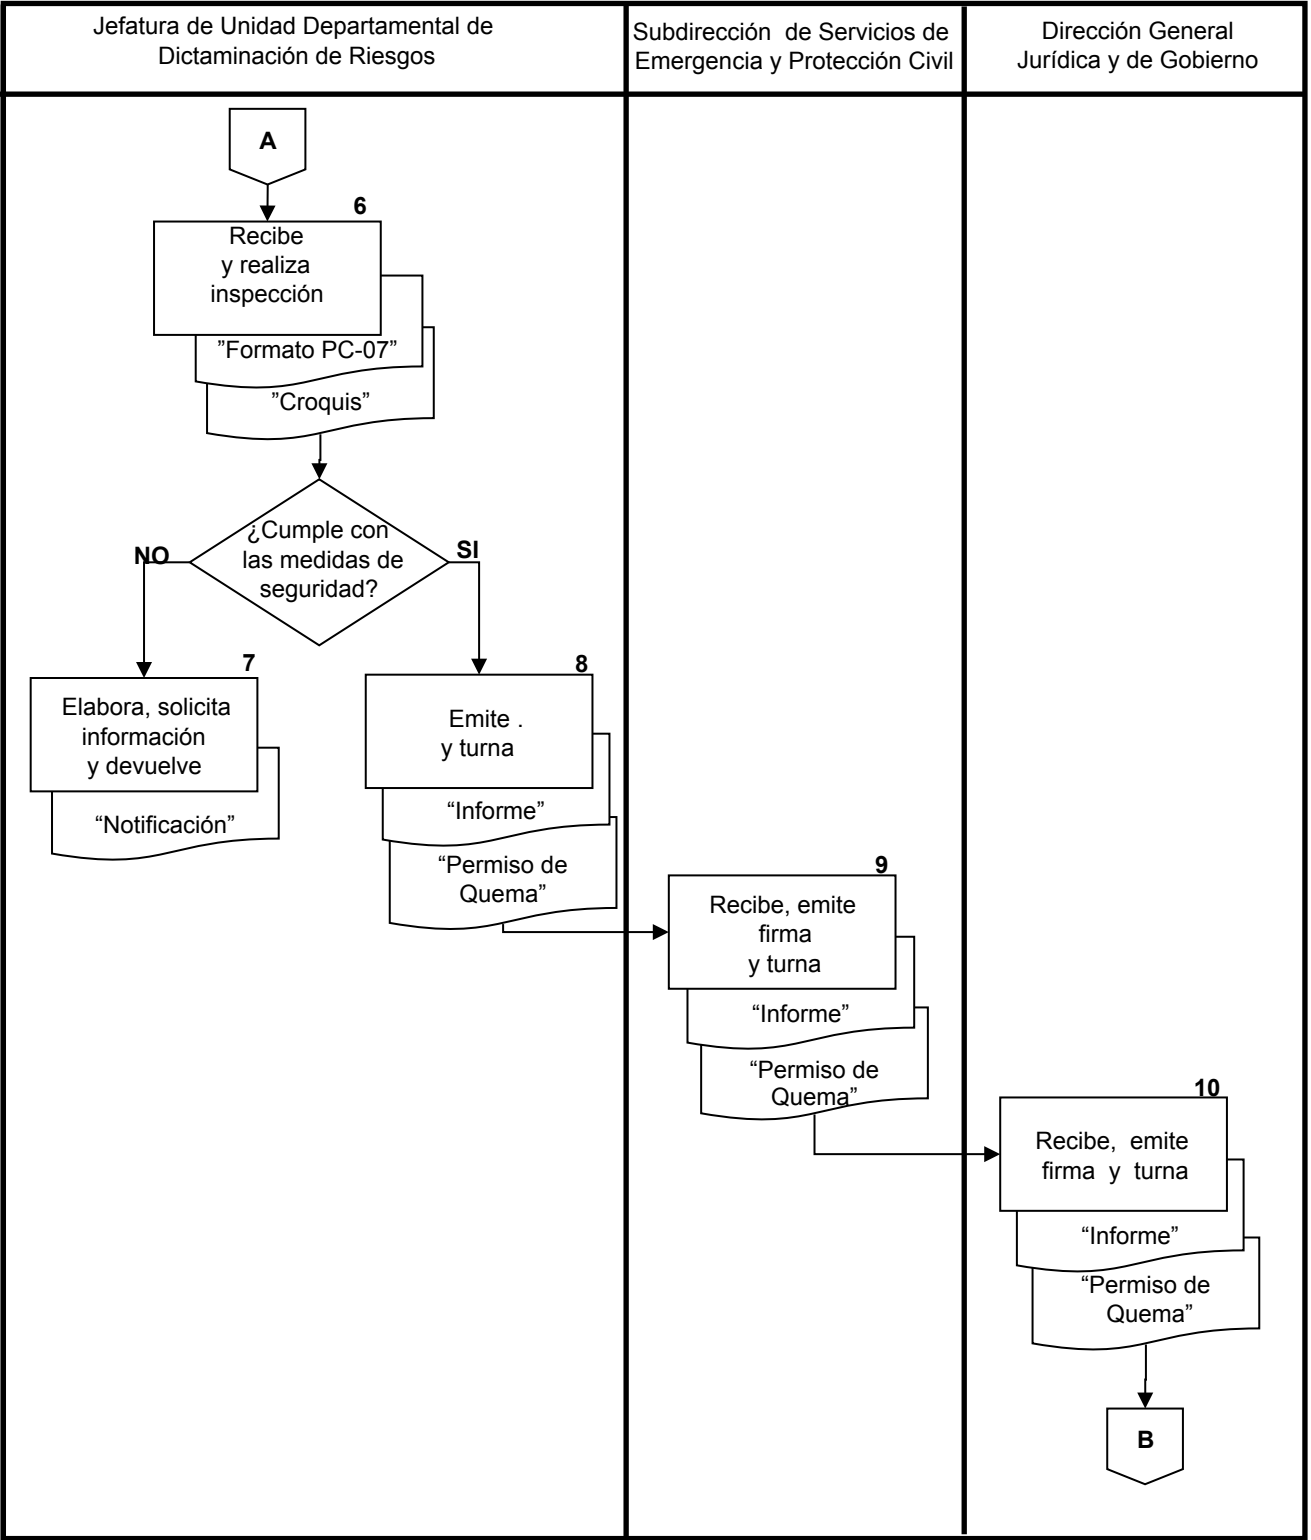 Jefatura de Unidad Departamental de
Dictaminación de Riesgos
Subdirección de Servicios de
Emergencia y Protección Civil
Dirección General
Jurídica y de Gobierno
A
6
Recibe
y realiza
inspección
”Formato PC-07”
”Croquis”
¿Cumple con
las medidas de
seguridad?
NO
SI
7
Elabora, solicita
información
y devuelve
“Notificación”
8
Emite .
y turna
“Informe”
“Permiso de
Quema”
9
Recibe, emite
firma
y turna
“Informe”
“Permiso de
Quema”
10
Recibe, emite
firma y turna
“Informe”
“Permiso de
Quema”
B